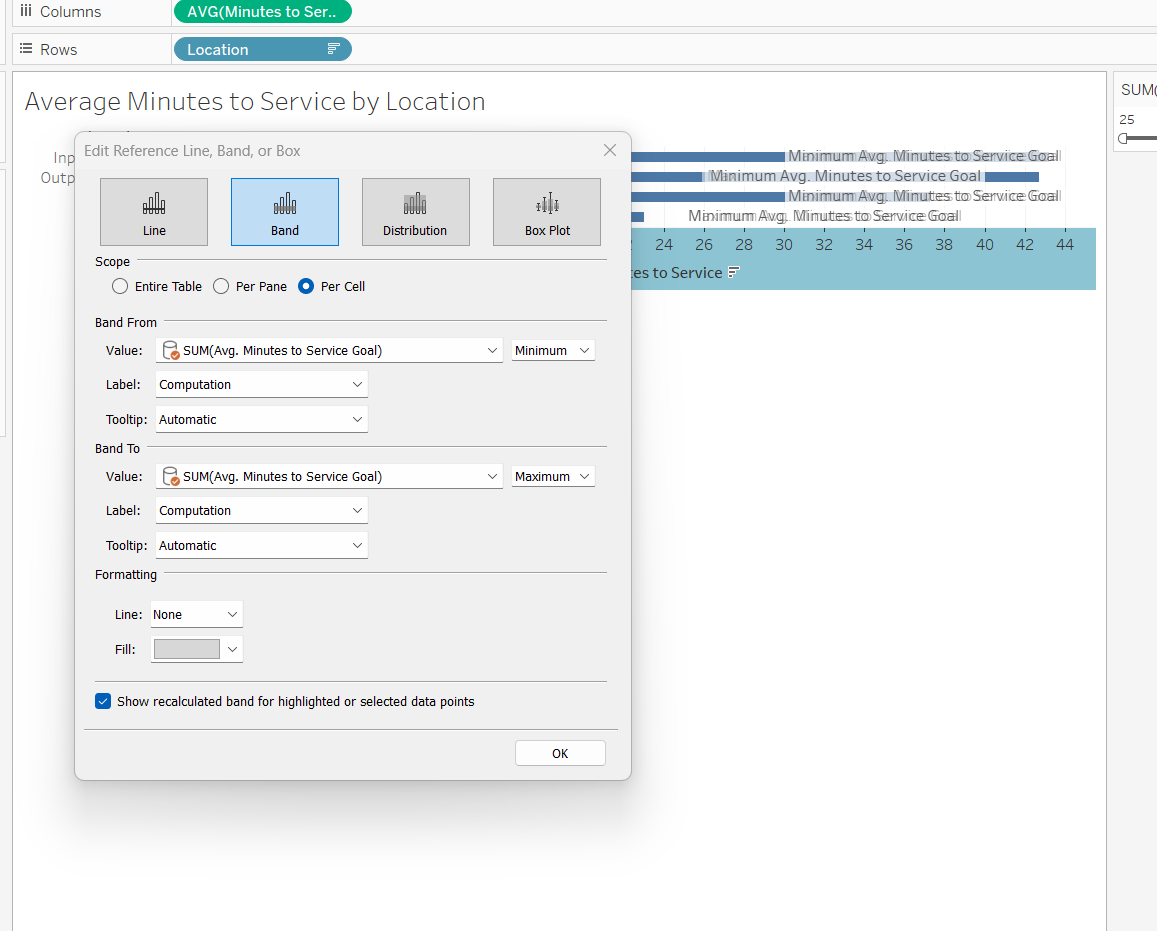 Columns AVG(Minutes to Ser..
Rows Location
Average Minutes to Service by Location
SUM(
25
Edit Reference Line, Band, or Box
Inp
Outp
Minimum Avg. Minutes to Service Goal
Minimum Avg. Minutes to Service Goal
Minimum Avg. Minutes to Service Goal
Minimum Avg. Minutes to Service Goal
24 26 28 30 32 34 36 38 40 42 44
es to Service
Line Band Distribution Box Plot
Scope
Entire Table Per Pane Per Cell
Band From
Value: SUM(Avg. Minutes to Service Goal) Minimum
Label: Computation
Tooltip: Automatic
Band To
Value: SUM(Avg. Minutes to Service Goal) Maximum
Label: Computation
Tooltip: Automatic
Formatting
Line: None
Fill:
Show recalculated band for highlighted or selected data points
OK